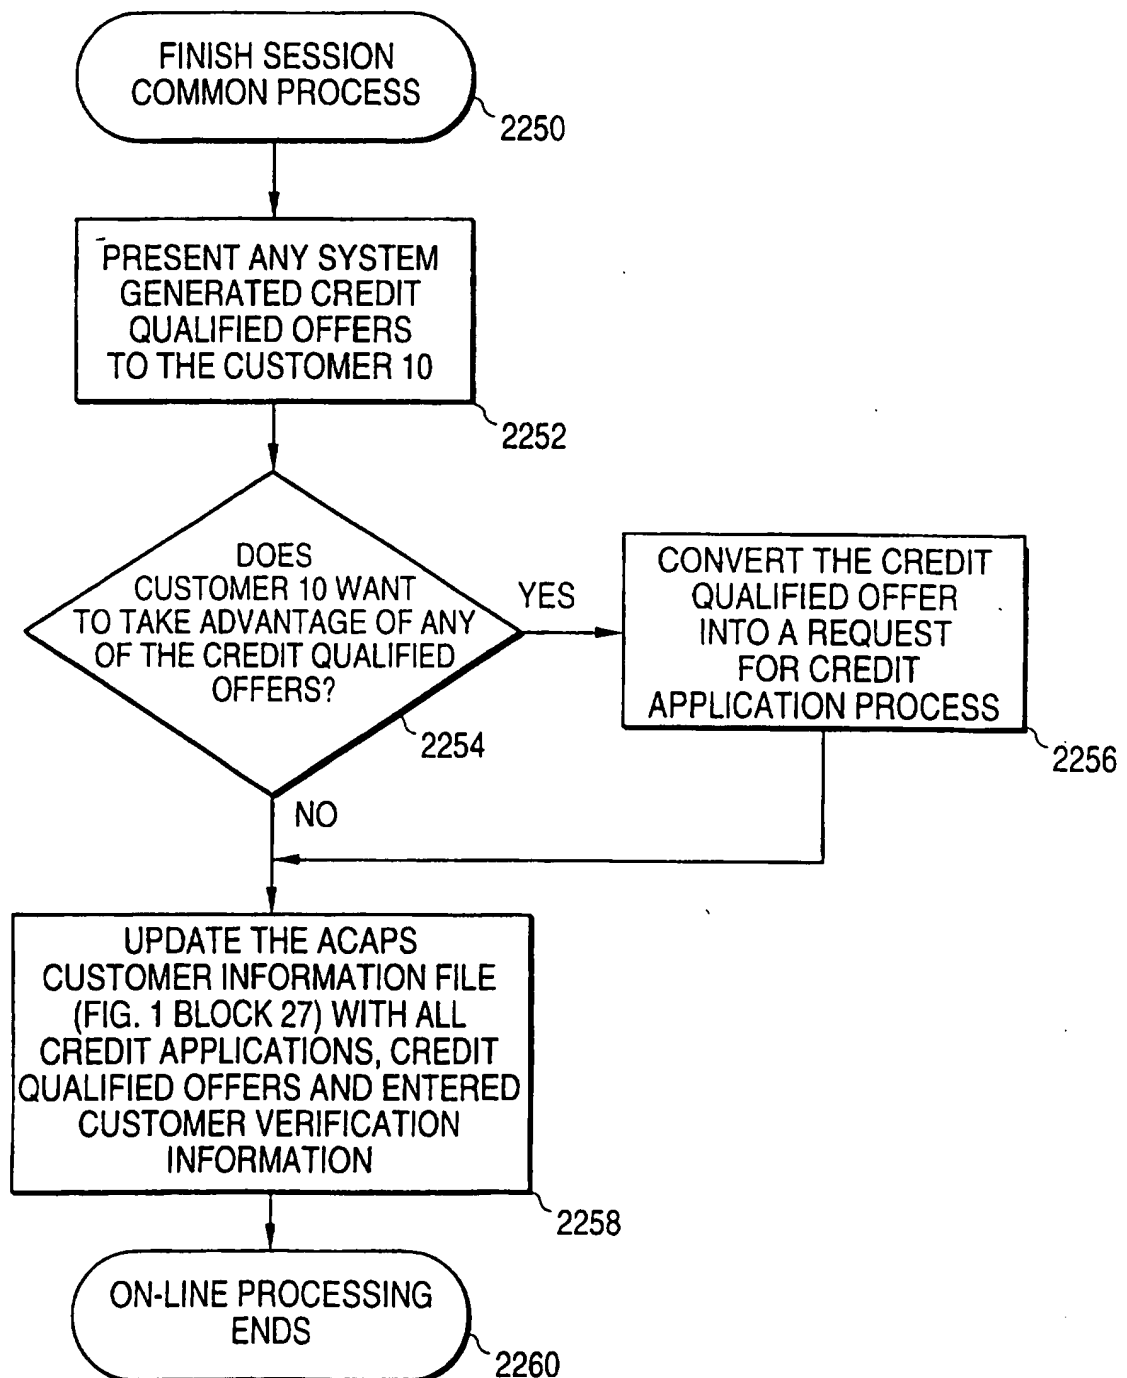 FINISH SESSION
COMMON PROCESS
2250
PRESENT ANY SYSTEM
GENERATED CREDIT
QUALIFIED OFFERS
TO THE CUSTOMER 10
2252
DOES
CUSTOMER 10 WANT
TO TAKE ADVANTAGE OF ANY
OF THE CREDIT QUALIFIED
OFFERS?
2254
YES
CONVERT THE CREDIT
QUALIFIED OFFER
INTO A REQUEST
FOR CREDIT
APPLICATION PROCESS
2256
NO
UPDATE THE ACAPS
CUSTOMER INFORMATION FILE
(FIG. 1 BLOCK 27) WITH ALL
CREDIT APPLICATIONS, CREDIT
QUALIFIED OFFERS AND ENTERED
CUSTOMER VERIFICATION
INFORMATION
2258
ON-LINE PROCESSING
ENDS
2260